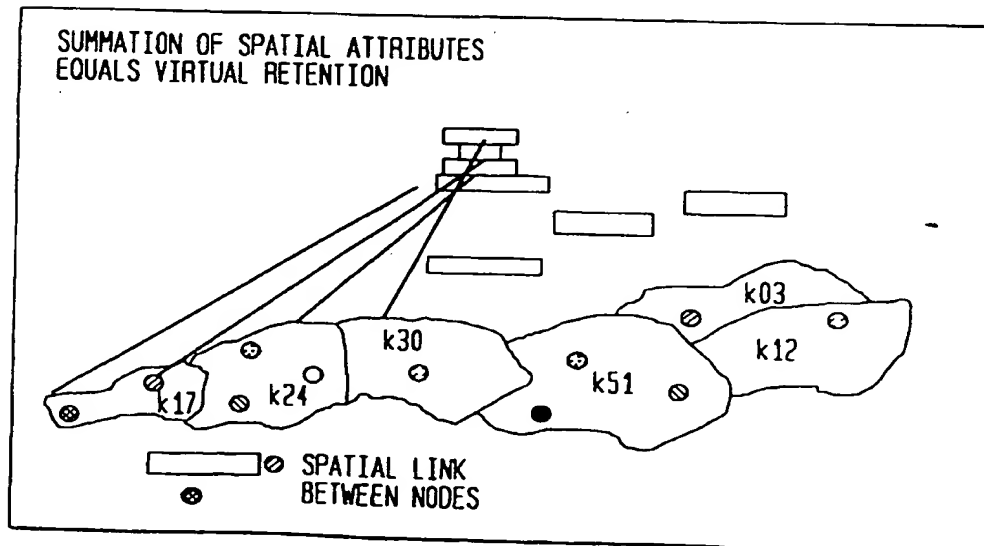 SUMMATION OF SPATIAL ATTRIBUTES
EQUALS VIRTUAL RETENTION
k03
k30
k12
k51
k17
k24
SPATIAL LINK
BETWEEN NODES